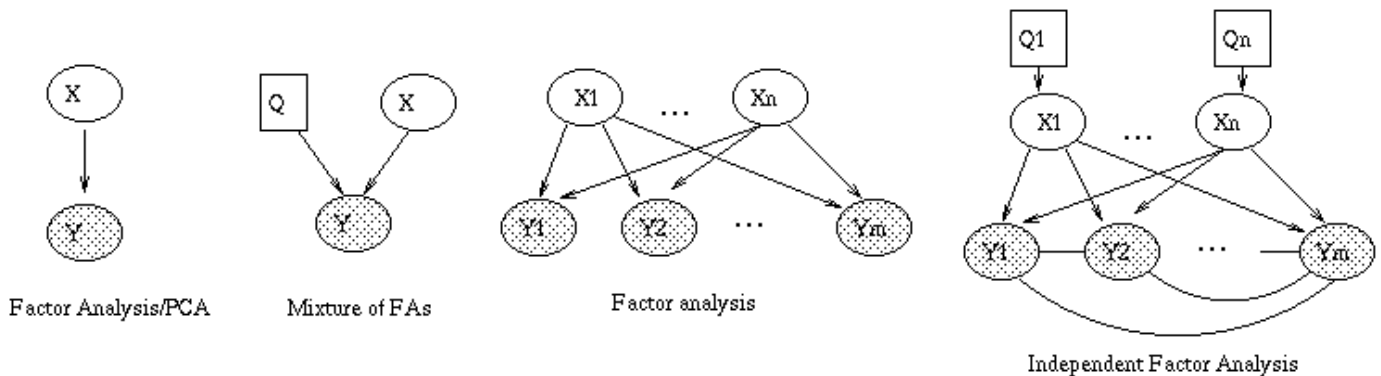 X
Y
Factor Analysis/PCA
Q X
Y
Mixture of FAs
X1 ... Xn
Y1 Y2 ... Ym
Factor analysis
Q1 Qn
X1 ... Xn
Y1 Y2 ... Ym
Independent Factor Analysis